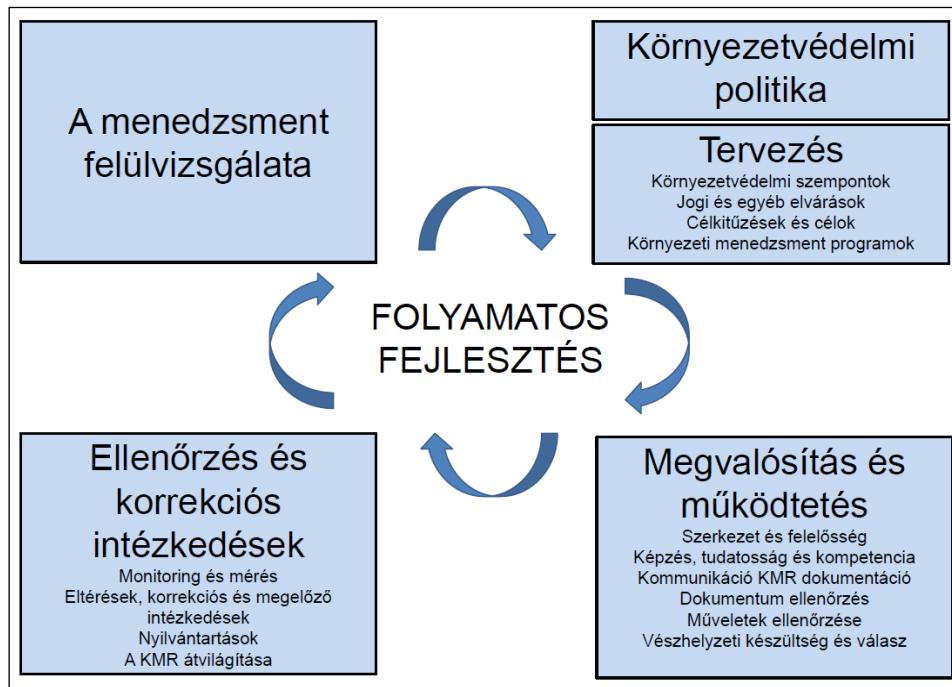 A menedzsment
felülvizsgálata
Környezetvédelmi
politika
Tervezés
Környezetvédelmi szempontok
Jogi és egyéb elvárások
Célkitűzések és célok
Környezeti menedzsment programok
FOLYAMATOS
FEJLESZTÉS
Ellenőrzés és
korrekciós
intézkedések
Monitoring és mérés
Eltérések, korrekciós és megelőző
intézkedések
Nyilvántartások
A KMR átvilágítása
Megvalósítás és
működtetés
Szerkezet és felelősség
Képzés, tudatosság és kompetencia
Kommunikáció KMR dokumentáció
Dokumentum ellenőrzés
Műveletek ellenőrzése
Vészhelyzeti készültség és válasz